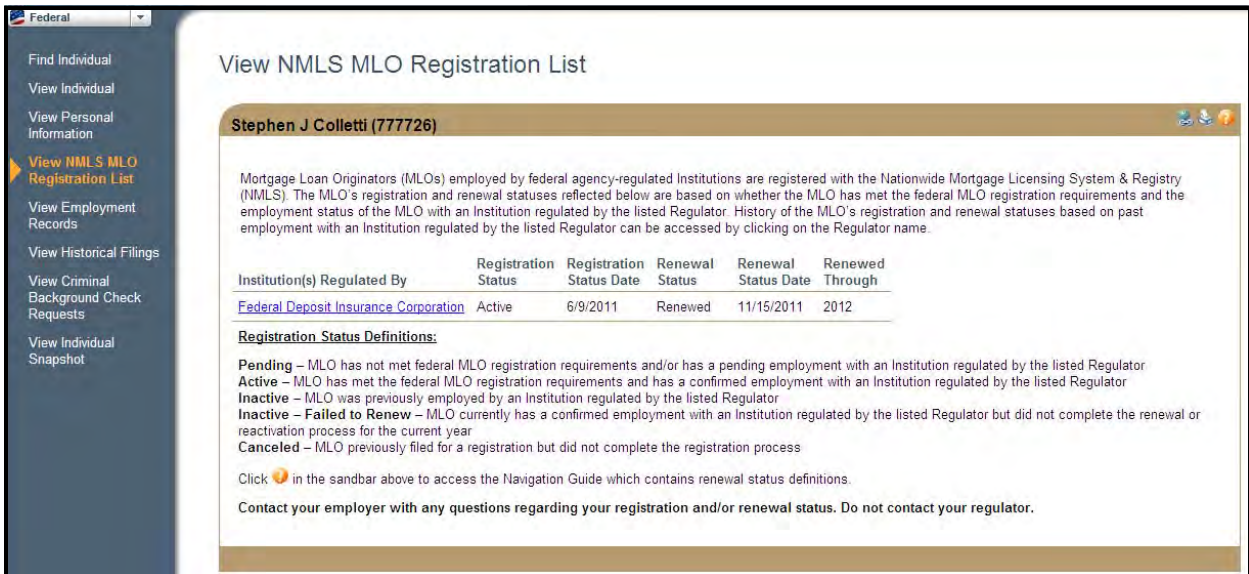 Federal
Find Individual
View Individual
View Personal
Information
View NMLS MLO
Registration List
View Employment
Records
View Historical Filings
View Criminal
Background Check
Requests
View Individual
Snapshot
View NMLS MLO Registration List
Stephen J Colletti (777726)
Mortgage Loan Originators (MLOs) employed by federal agency-regulated Institutions are registered with the Nationwide Mortgage Licensing System & Registry
(NMLS). The MLO's registration and renewal statuses reflected below are based on whether the MLO has met the federal MLO registration requirements and the
employment status of the MLO with an Institution regulated by the listed Regulator. History of the MLO's registration and renewal statuses based on past
employment with an Institution regulated by the listed Regulator can be accessed by clicking on the Regulator name.
Registration Registration Renewal Renewal Renewed
Institution(s) Regulated By Status Status Date Status Status Date Through
Federal Deposit Insurance Corporation Active 6/9/2011 Renewed 11/15/2011 2012
Registration Status Definitions:
Pending – MLO has not met federal MLO registration requirements and/or has a pending employment with an Institution regulated by the listed Regulator
Active – MLO has met the federal MLO registration requirements and has a confirmed employment with an Institution regulated by the listed Regulator
Inactive – MLO was previously employed by an Institution regulated by the listed Regulator
Inactive – Failed to Renew – MLO currently has a confirmed employment with an Institution regulated by the listed Regulator but did not complete the renewal or
reactivation process for the current year
Canceled – MLO previously filed for a registration but did not complete the registration process
Click ? in the sandbar above to access the Navigation Guide which contains renewal status definitions.
Contact your employer with any questions regarding your registration and/or renewal status. Do not contact your regulator.